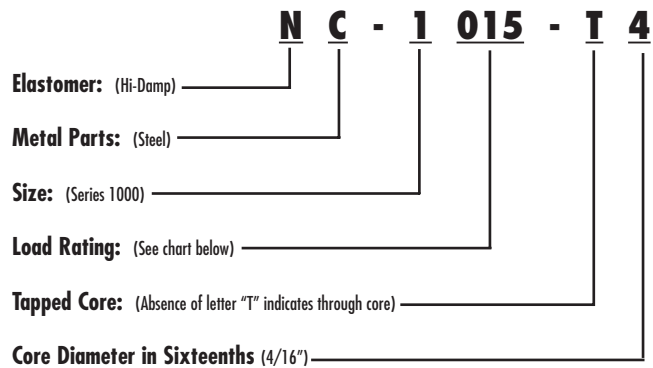 N C - 1 015 - T 4
Elastomer: (Hi-Damp)
Metal Parts: (Steel)
Size: (Series 1000)
Load Rating: (See chart below)
Tapped Core: (Absence of letter “T” indicates through core)
Core Diameter in Sixteenths (4/16”)